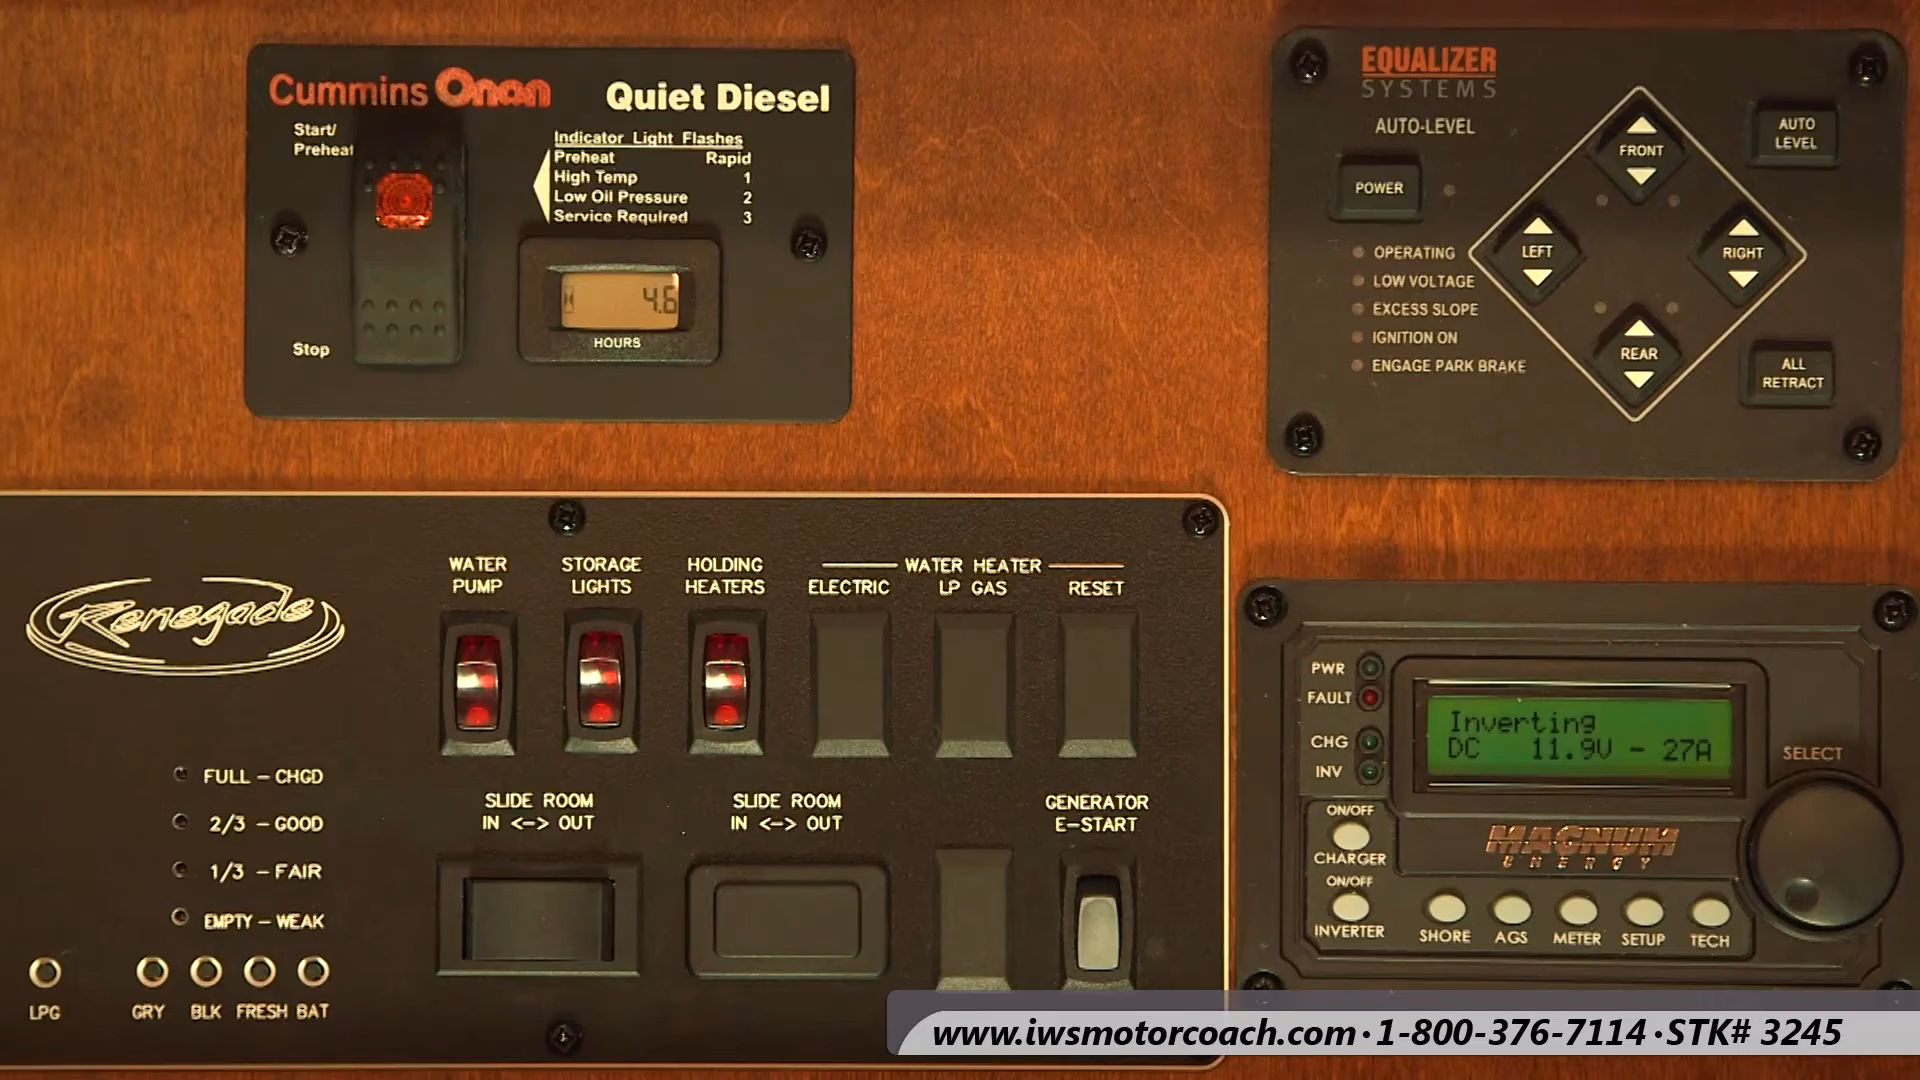 Cummins Onan
Quiet Diesel
Start/
Preheat
Stop
Indicator Light Flashes
Preheat Rapid
High Temp 1
Low Oil Pressure 2
Service Required 3
4.6
HOURS
EQUALIZER
SYSTEMS
AUTO-LEVEL
POWER
OPERATING
LOW VOLTAGE
EXCESS SLOPE
IGNITION ON
ENGAGE PARK BRAKE
FRONT
LEFT
RIGHT
REAR
AUTO
LEVEL
ALL
RETRACT
Renegade
WATER
PUMP
STORAGE
LIGHTS
HOLDING
HEATERS
WATER HEATER
ELECTRIC
LP GAS
RESET
FULL - CHGD
2/3 - GOOD
1/3 - FAIR
EMPTY - WEAK
LPG
GRY
BLK
FRESH
BAT
SLIDE ROOM
IN <-> OUT
SLIDE ROOM
IN <-> OUT
GENERATOR
E-START
PWR
FAULT
CHG
INV
Inverting
DC 11.9V - 27A
SELECT
ON/OFF
CHARGER
ON/OFF
INVERTER
MAGNUM
ENERGY
SHORE
AGS
METER
SETUP
TECH
www.iwsmotorcoach.com · 1-800-376-7114 · STK# 3245